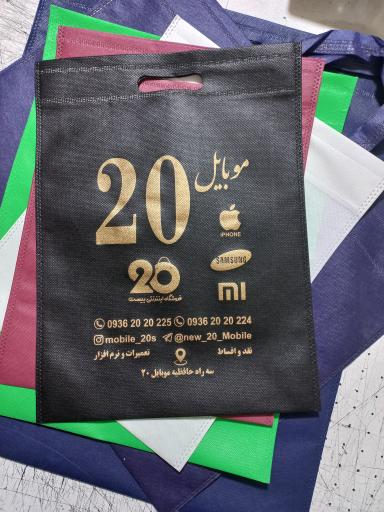 موبایل 20
iPHONE
20
SAMSUNG
فروشگاه اینترنتی بیست
mi
0936 20 20 225 0936 20 20 224
mobile_20s @new_20_Mobile
نقد و اقساط تعمیرات و نرم افزار
سه راه حافظیه موبایل ۲۰